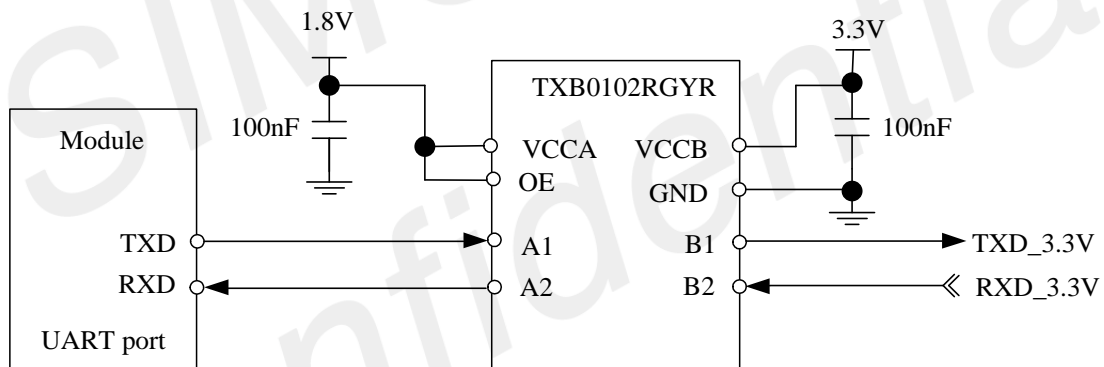 1.8V
3.3V
TXB0102RGYR
100nF
100nF
Module
VCCA
VCCB
OE
GND
TXD
A1
B1
TXD_3.3V
RXD
A2
B2
RXD_3.3V
UART port